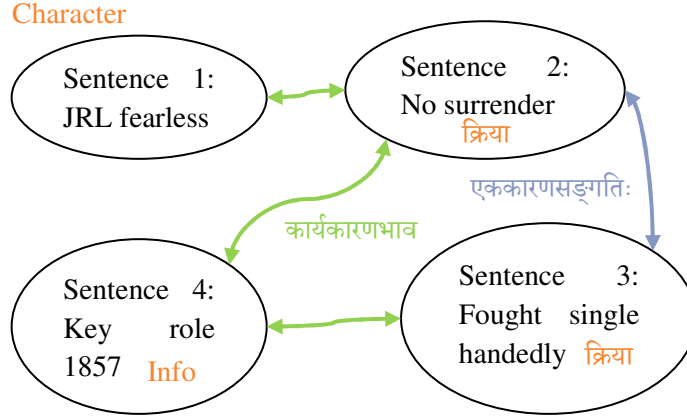 Character
Sentence 1:
JRL fearless
Sentence 2:
No surrender
क्रिया
एककारणसङ्गतिः
कार्यकारणभाव
Sentence 4:
Key role
1857 Info
Sentence 3:
Fought single
handedly क्रिया